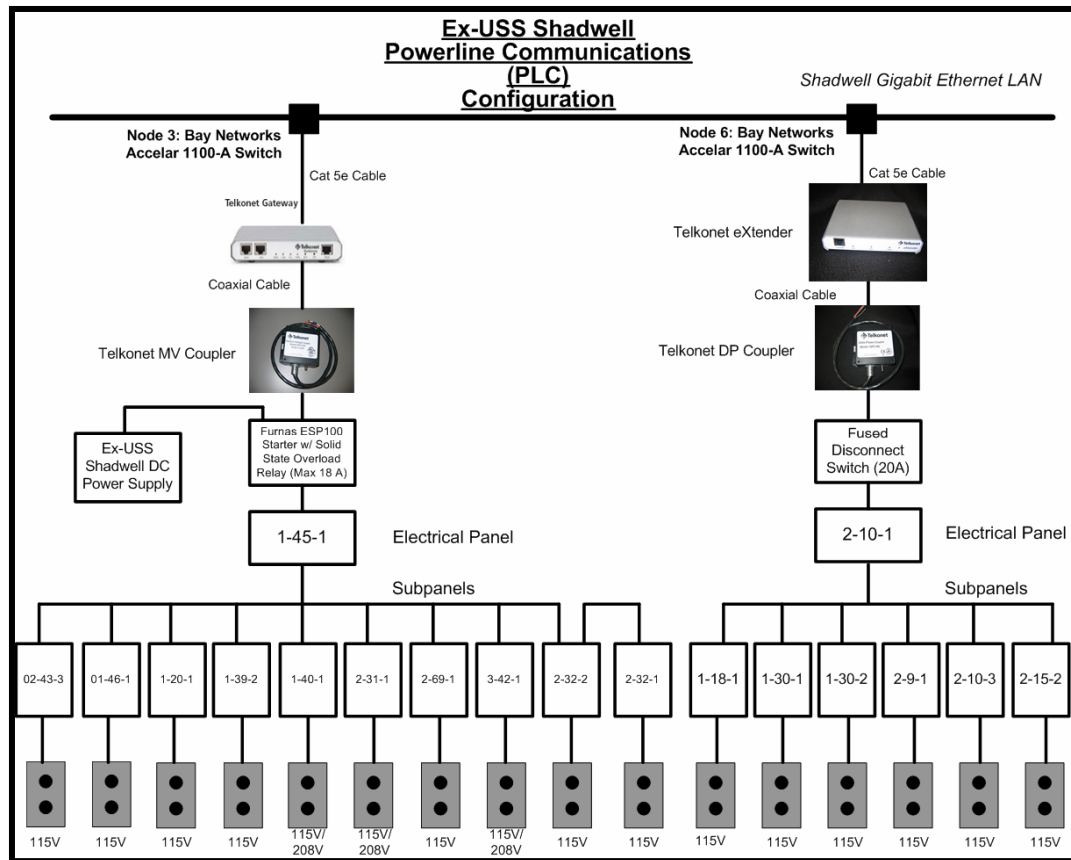 Ex-USS Shadwell
Powerline Communications
(PLC)
Configuration
Shadwell Gigabit Ethernet LAN
Node 3: Bay Networks
Accelar 1100-A Switch
Node 6: Bay Networks
Accelar 1100-A Switch
Cat 5e Cable
Cat 5e Cable
Telkonet Gateway
Telkonet eXtender
Telkonet
Telkonet
Coaxial Cable
Coaxial Cable
Telkonet MV Coupler
Telkonet
Telkonet DP Coupler
Telkonet
Ex-USS
Shadwell DC
Power Supply
Furnas ESP100
Starter w/ Solid
State Overload
Relay (Max 18 A)
Fused
Disconnect
Switch (20A)
1-45-1
Electrical Panel
2-10-1
Electrical Panel
Subpanels
Subpanels
02-43-3
01-46-1
1-20-1
1-39-2
1-40-1
2-31-1
2-69-1
3-42-1
2-32-2
2-32-1
1-18-1
1-30-1
1-30-2
2-9-1
2-10-3
2-15-2
115V
115V
115V
115V
115V/
208V
115V/
208V
115V
115V/
208V
115V
115V
115V
115V
115V
115V
115V
115V